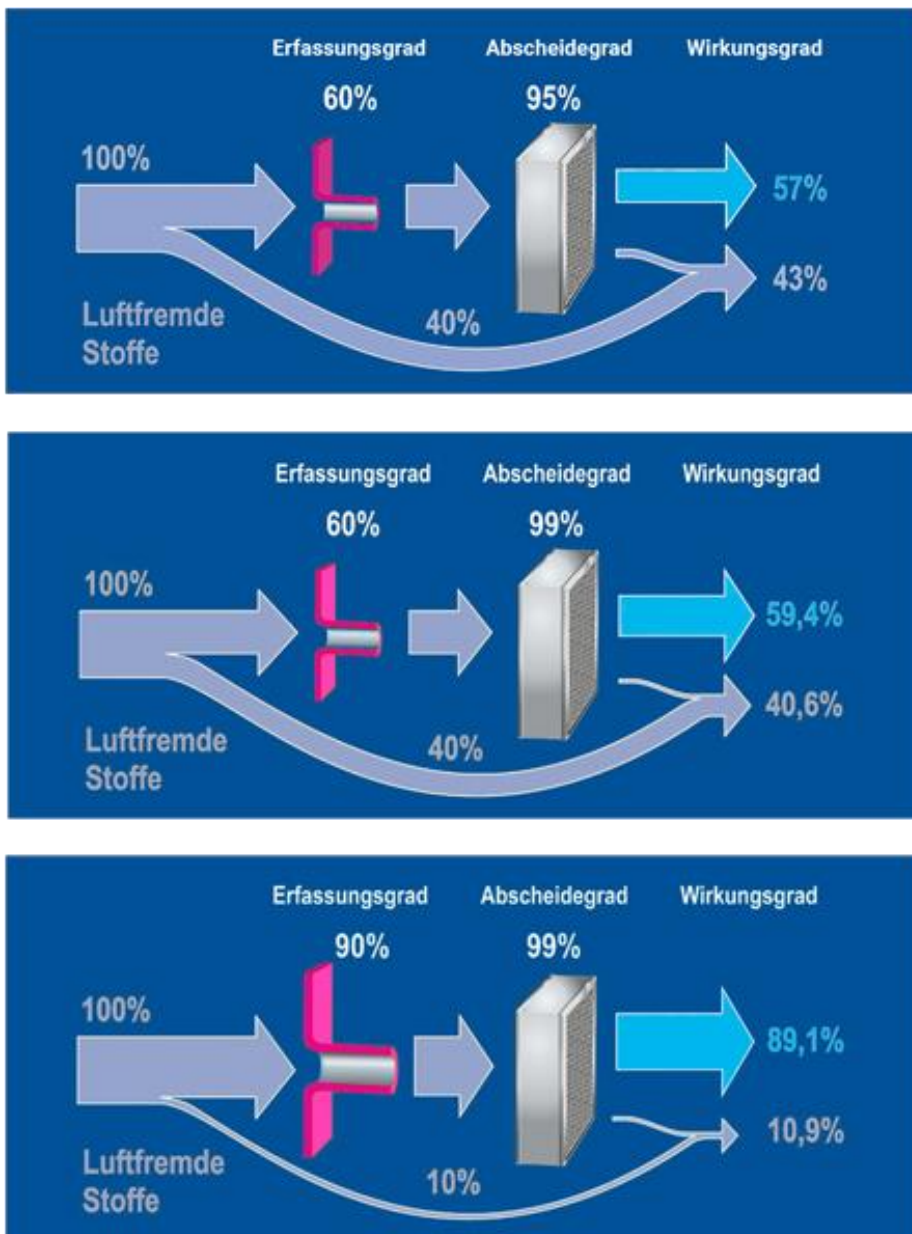 Erfassungsgrad Abscheidegrad Wirkungsgrad
60% 95%
100%
57%
43%
Luftfremde
Stoffe
40%
Erfassungsgrad Abscheidegrad Wirkungsgrad
60% 99%
100%
59,4%
40,6%
Luftfremde
Stoffe
40%
Erfassungsgrad Abscheidegrad Wirkungsgrad
90% 99%
100%
89,1%
10,9%
Luftfremde
Stoffe
10%